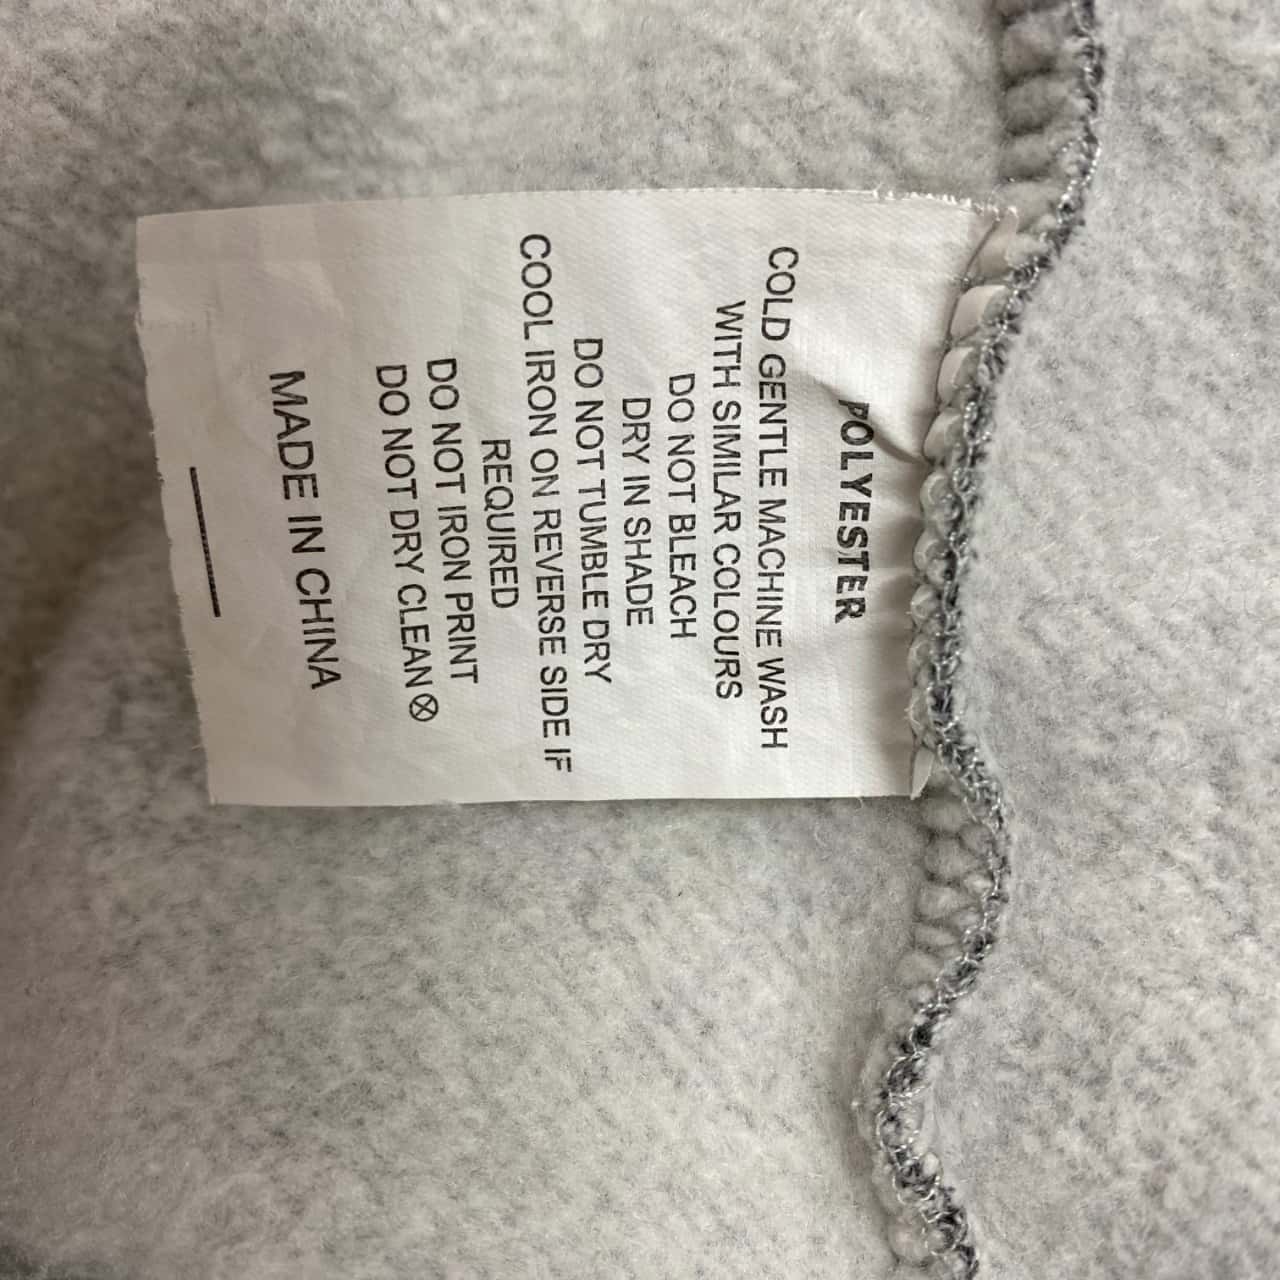 POLYESTER
COLD GENTLE MACHINE WASH
WITH SIMILAR COLOURS
DO NOT BLEACH
DRY IN SHADE
DO NOT TUMBLE DRY
COOL IRON ON REVERSE SIDE IF
REQUIRED
DO NOT IRON PRINT
DO NOT DRY CLEAN
MADE IN CHINA